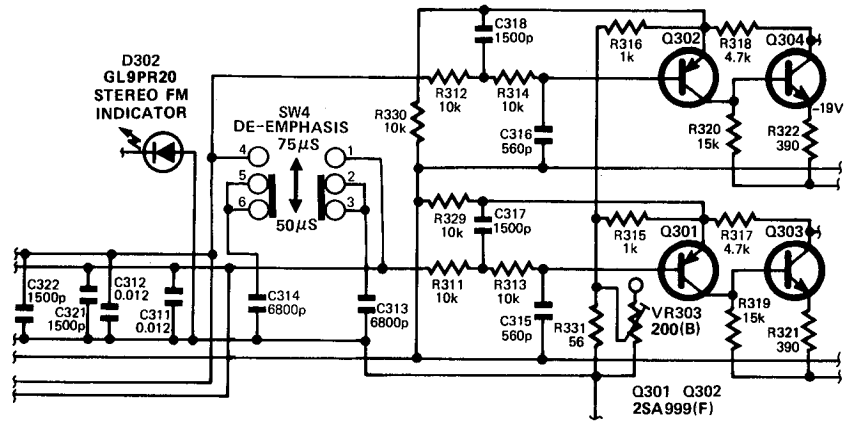 C318
1500p
D302
GL9PR20
STEREO FM
INDICATOR
SW4
DE-EMPHASIS
75µS
50µS
4
5
6
1
2
3
R330
10k
R312
10k
R314
10k
C316
560p
R316
1k
Q302
R318
4.7k
Q304
-19V
R320
15k
R322
390
R329
10k
C317
1500p
R315
1k
Q301
R317
4.7k
Q303
R311
10k
R313
10k
C315
560p
R331
56
VR303
200(B)
R319
15k
R321
390
C322
1500p
C321
1500p
C312
0.012
C311
0.012
C314
6800p
C313
6800p
Q301 Q302
2SA999(F)